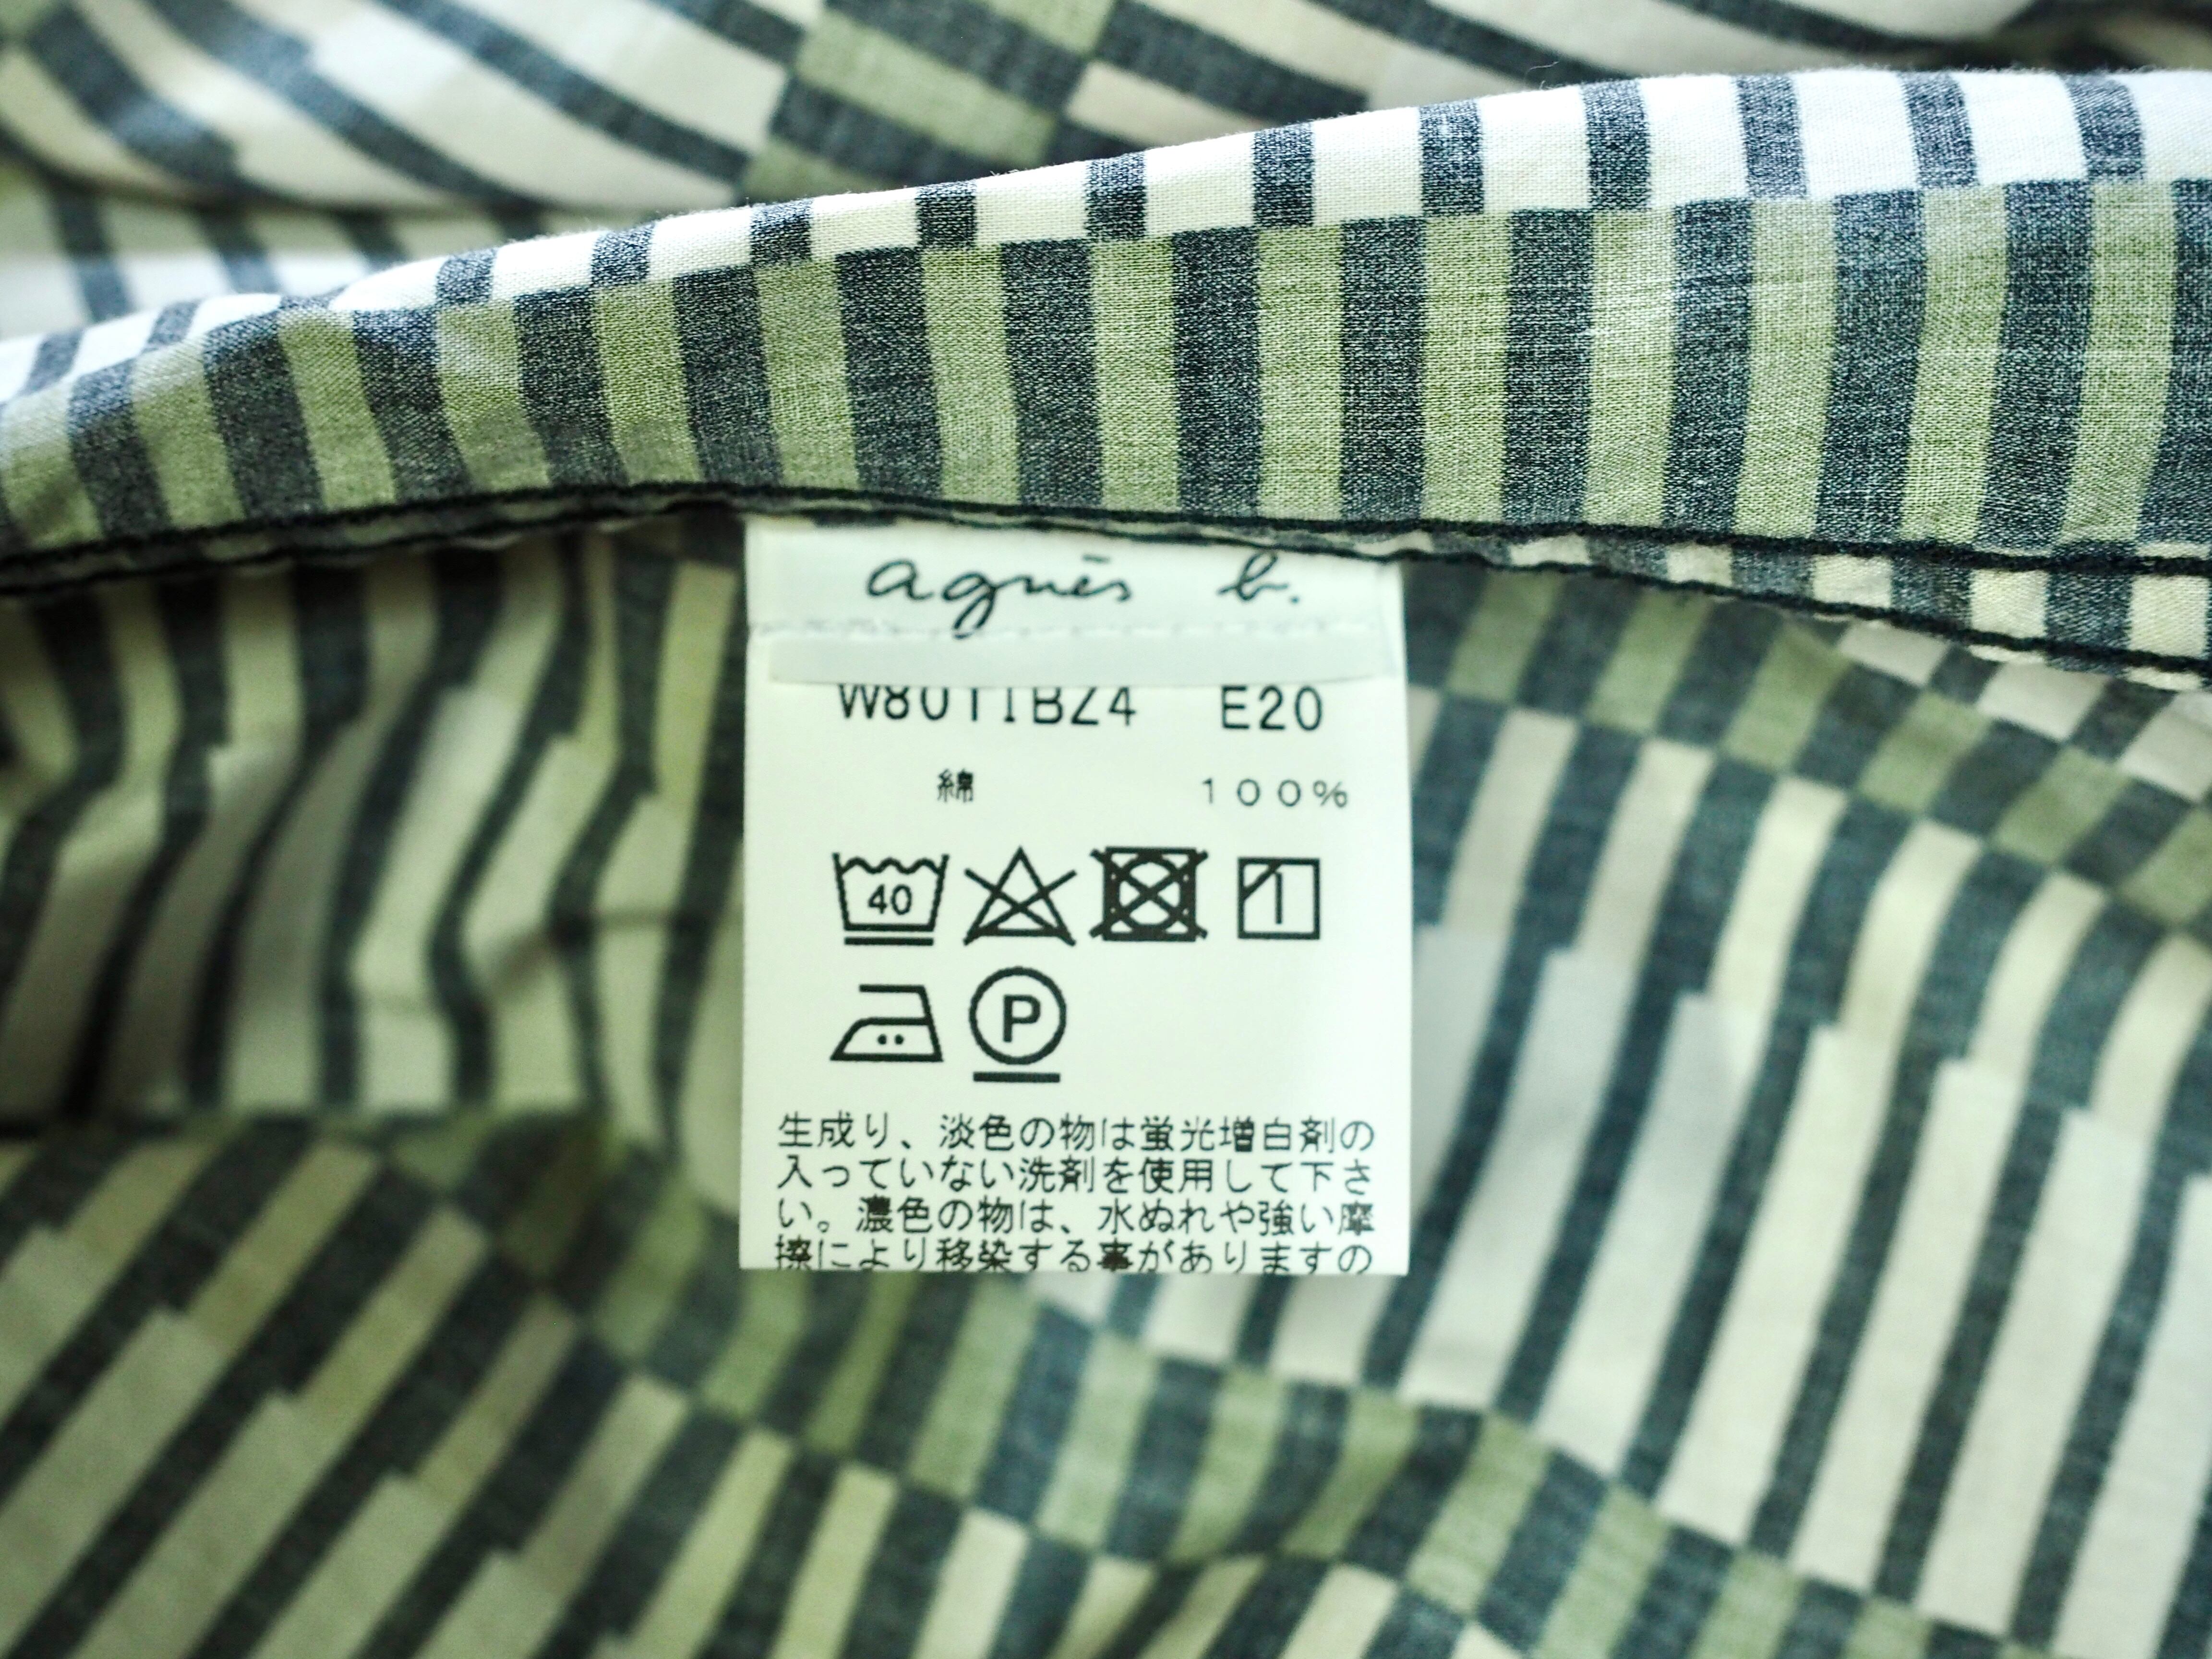 agnès b.
W8011BZ4 E20
綿 100%
40
P
生成り、淡色の物は蛍光増白剤の
入っていない洗剤を使用して下さ
い。濃色の物は、水ぬれや強い摩
擦により移染する事がありますの